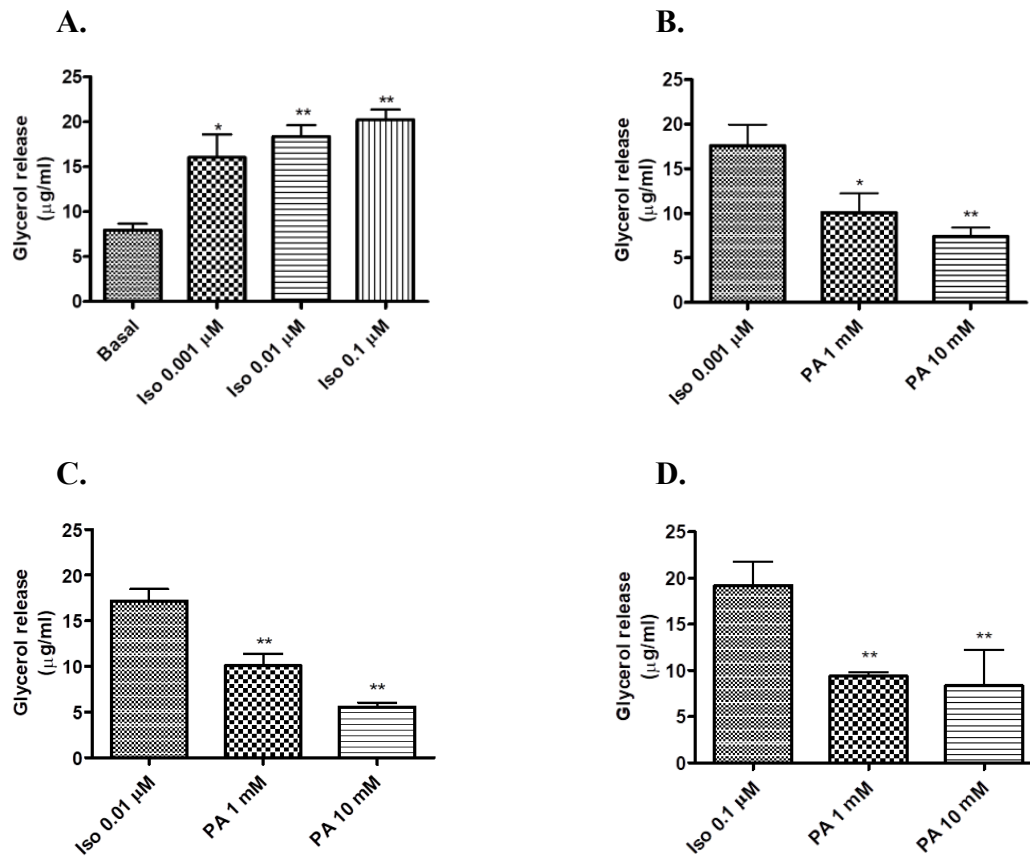 A.
Glycerol release
(μg/ml)
25
20
15
10
5
0
*
**
**
Basal
Iso 0.001 μM
Iso 0.01 μM
Iso 0.1 μM
B.
Glycerol release
(μg/ml)
25
20
15
10
5
0
*
**
Iso 0.001 μM
PA 1 mM
PA 10 mM
C.
Glycerol release
(μg/ml)
25
20
15
10
5
0
**
**
Iso 0.01 μM
PA 1 mM
PA 10 mM
D.
Glycerol release
(μg/ml)
25
20
15
10
5
0
**
**
Iso 0.1 μM
PA 1 mM
PA 10 mM